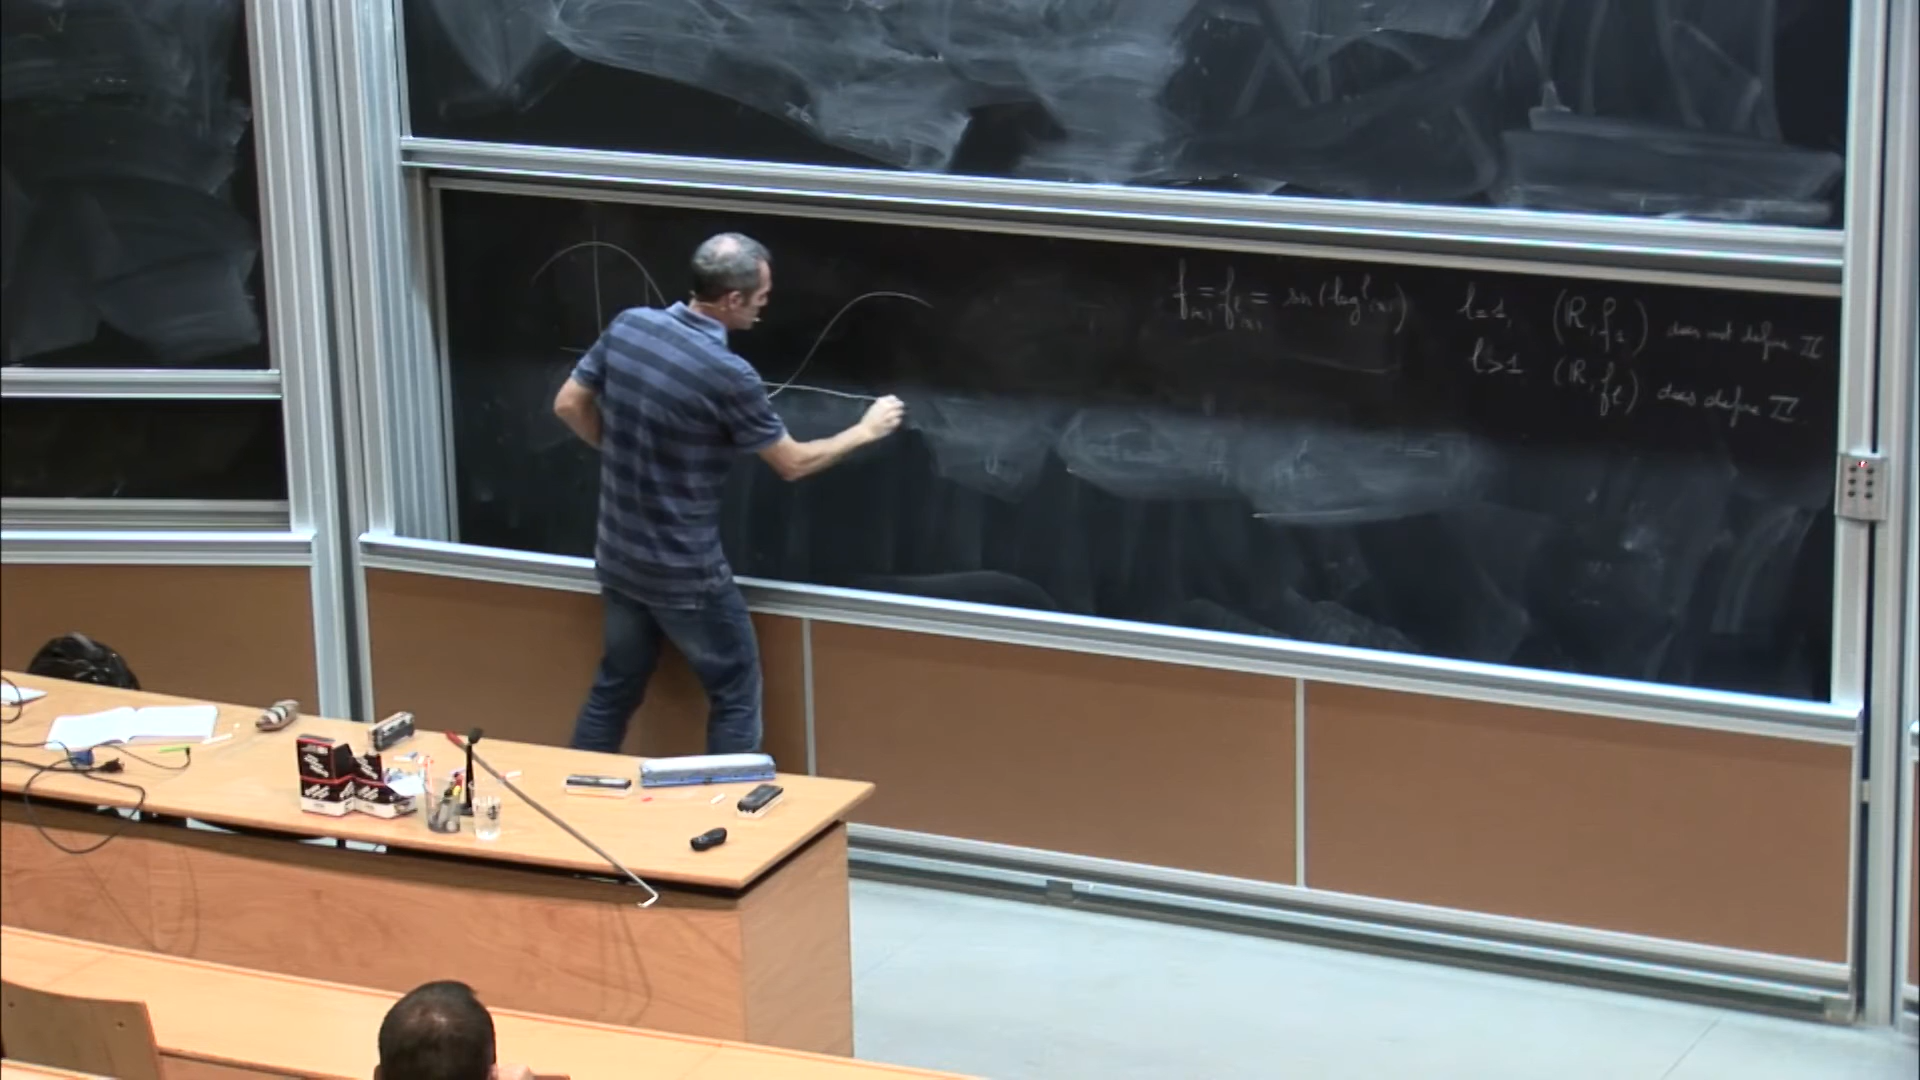 f(x) = f_ℓ(x) = sin(log^ℓ(x)) ℓ=1, (ℝ, f_1) does not define ℤ
ℓ>1 (ℝ, f_ℓ) does define ℤ.